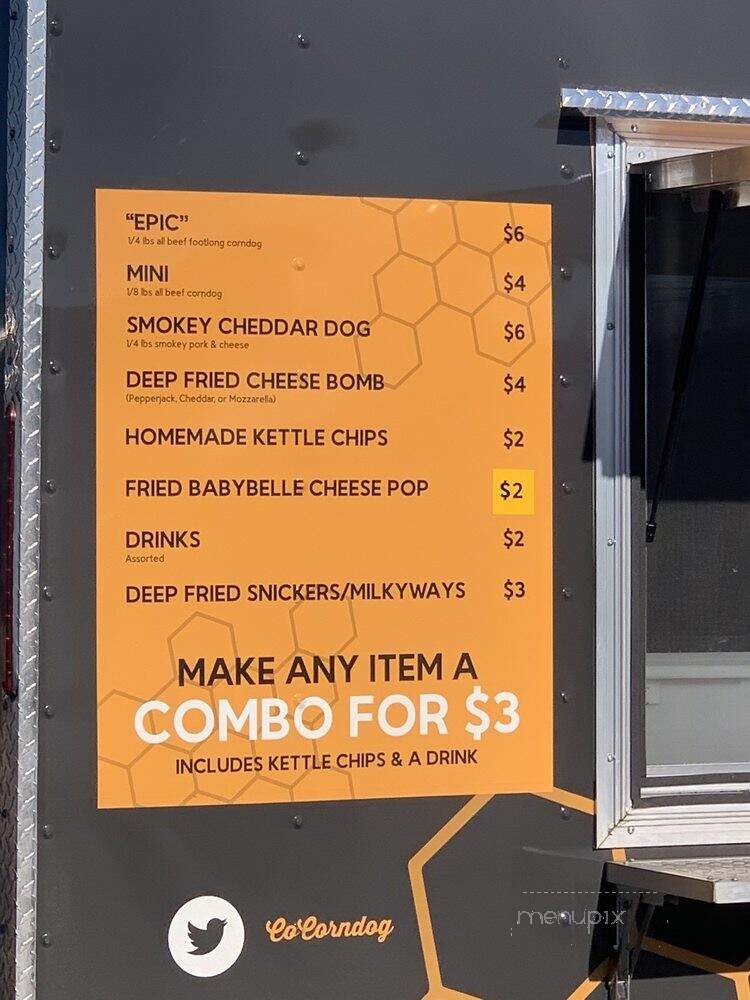 “EPIC” $6
1/4 lbs all beef footlong corndog
MINI $4
1/8 lbs all beef corndog
SMOKEY CHEDDAR DOG $6
1/4 lbs smokey pork & cheese
DEEP FRIED CHEESE BOMB $4
(Pepperjack, Cheddar, or Mozzarella)
HOMEMADE KETTLE CHIPS $2
FRIED BABYBELLE CHEESE POP $2
DRINKS $2
Assorted
DEEP FRIED SNICKERS/MILKYWAYS $3
MAKE ANY ITEM A
COMBO FOR $3
INCLUDES KETTLE CHIPS & A DRINK
CoCorndog
menupix